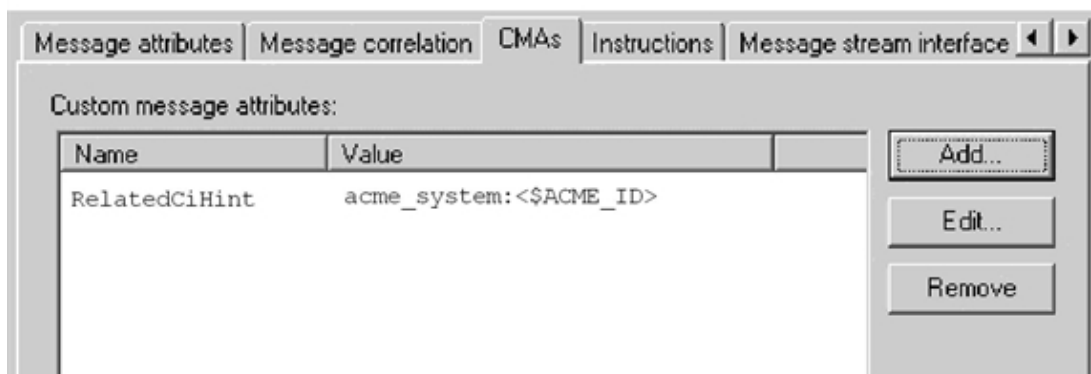 Message attributes Message correlation CMAs Instructions Message stream interface
Custom message attributes:
Name Value
Add...
RelatedCiHint acme_system:<$ACME_ID>
Edit...
Remove